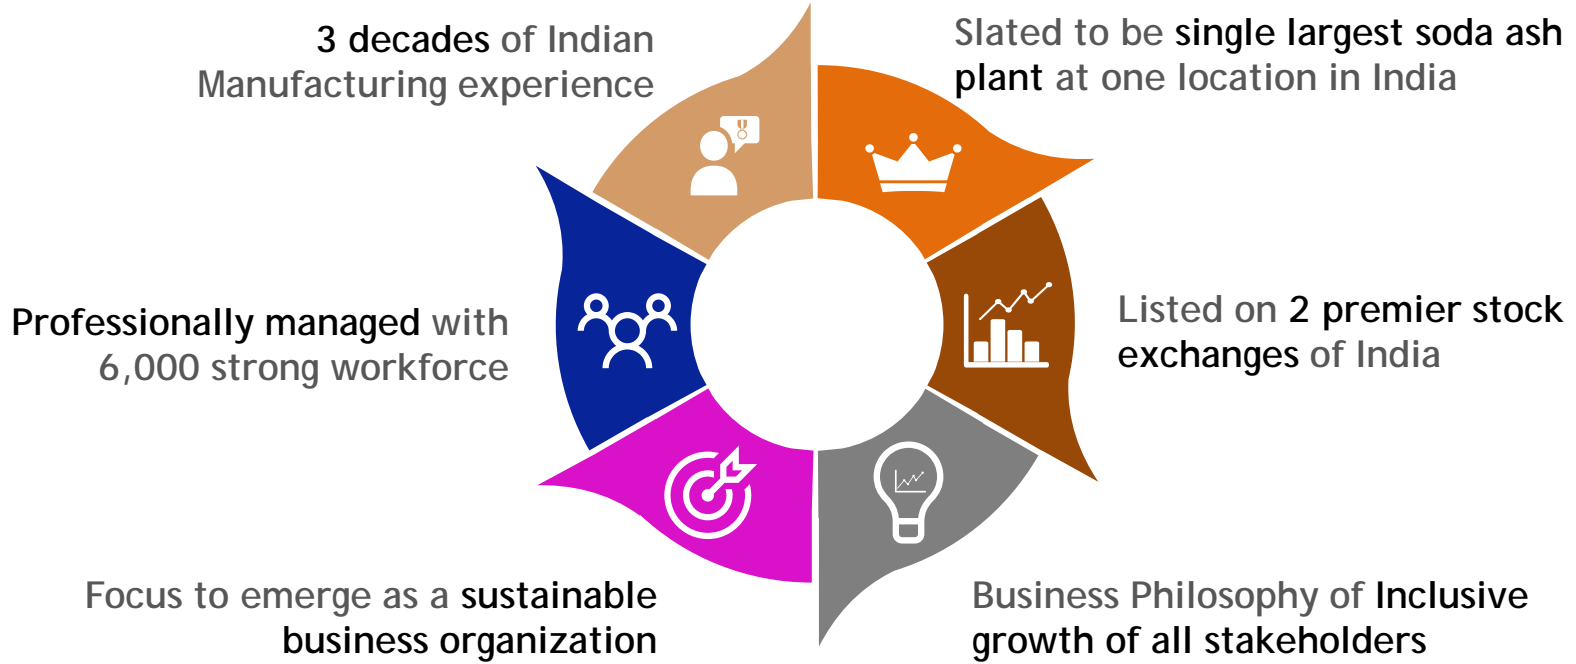 3 decades of Indian
Manufacturing experience
Slated to be single largest soda ash
plant at one location in India
Professionally managed with
6,000 strong workforce
Listed on 2 premier stock
exchanges of India
Focus to emerge as a sustainable
business organization
Business Philosophy of Inclusive
growth of all stakeholders